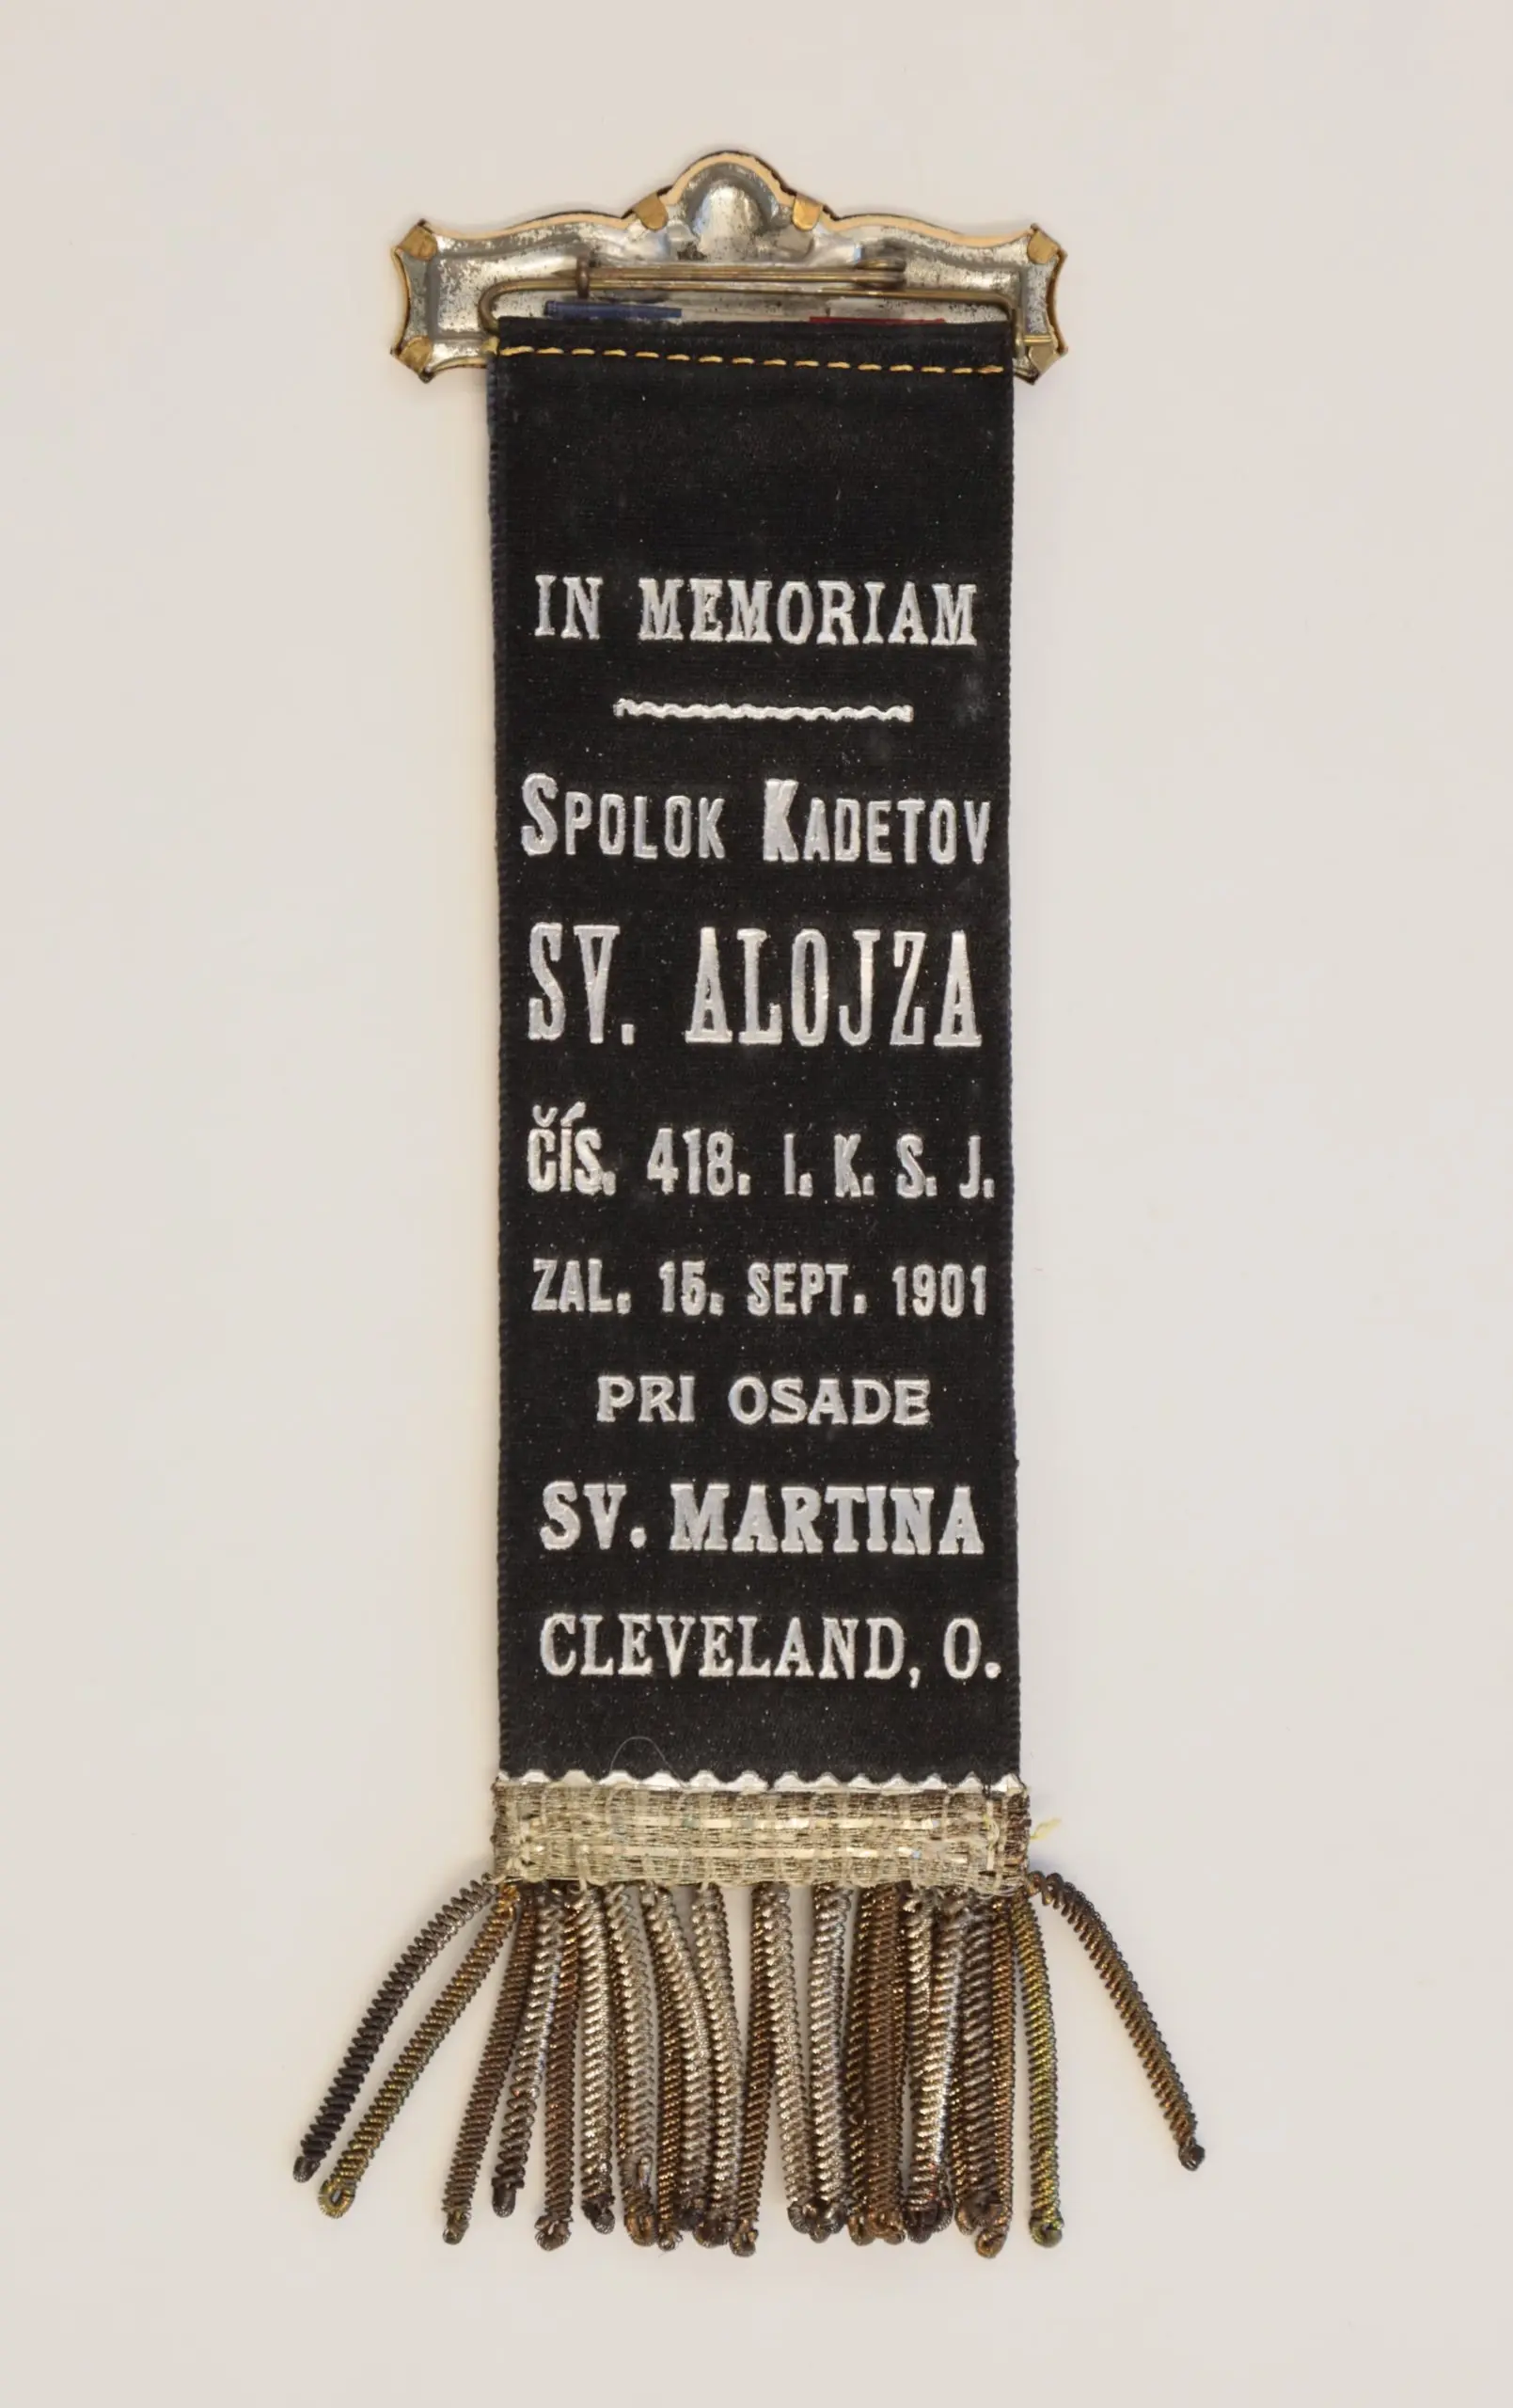 IN MEMORIAM
SPOLOK KADETOV
SV. ALOJZA
ČÍS. 418. I. K. S. J.
ZAL. 15. SEPT. 1901
PRI OSADE
SV. MARTINA
CLEVELAND, O.